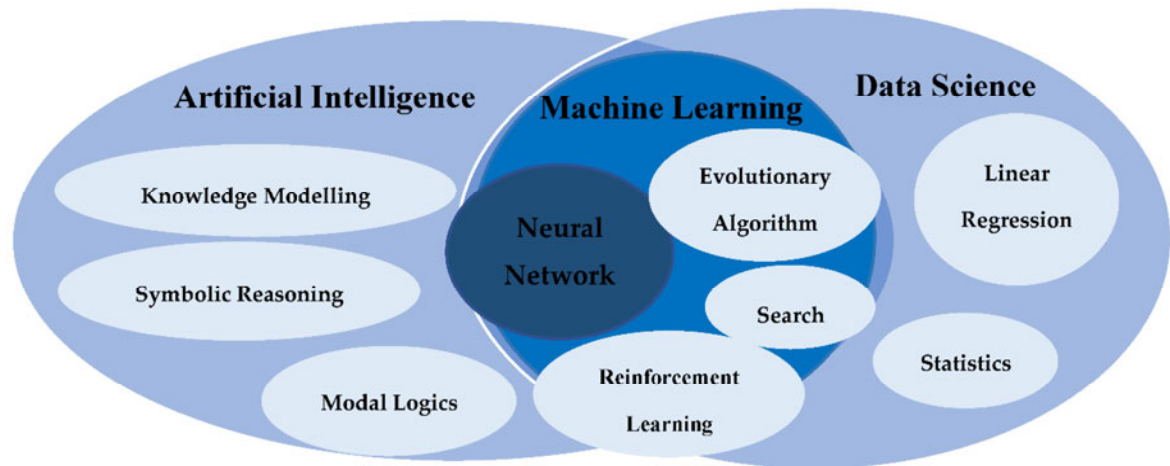 Artificial Intelligence
Machine Learning
Data Science
Knowledge Modelling
Symbolic Reasoning
Modal Logics
Neural
Network
Evolutionary
Algorithm
Search
Reinforcement
Learning
Linear
Regression
Statistics